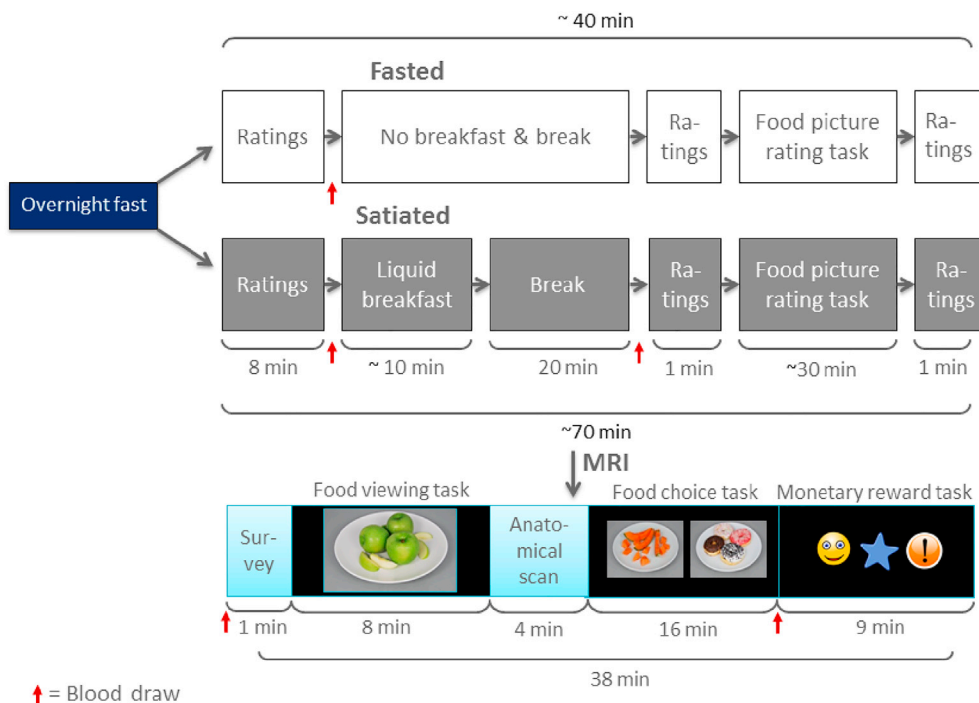 ~ 40 min
Fasted
Ratings
No breakfast & break
Ra-
tings
Food picture
rating task
Ra-
tings
Overnight fast
Satiated
Ratings
Liquid
breakfast
Break
Ra-
tings
Food picture
rating task
Ra-
tings
8 min
~ 10 min
20 min
1 min
~30 min
1 min
~70 min
MRI
Food viewing task
Food choice task
Monetary reward task
Sur-
vey
Anato-
mical
scan
1 min
8 min
4 min
16 min
9 min
38 min
= Blood draw